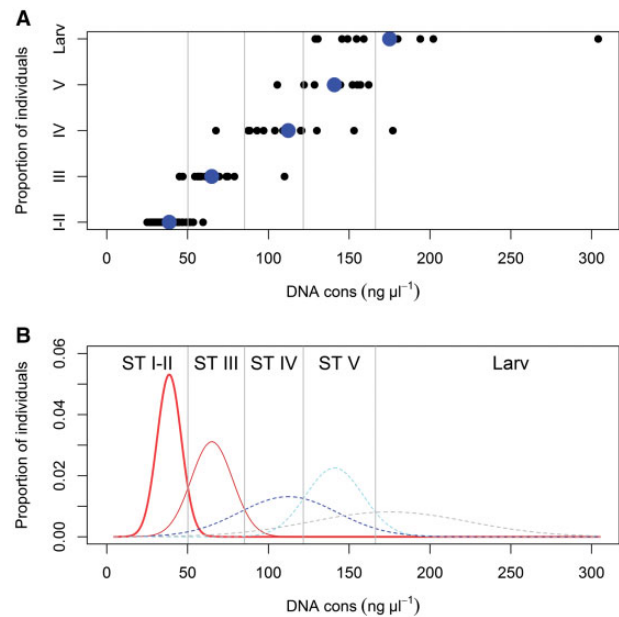 A
Proportion of individuals
Larv
V
IV
III
I-II
0 50 100 150 200 250 300
DNA cons (ng µl⁻¹)
B
Proportion of individuals
0.06
0.04
0.02
0.00
ST I-II ST III ST IV ST V Larv
0 50 100 150 200 250 300
DNA cons (ng µl⁻¹)